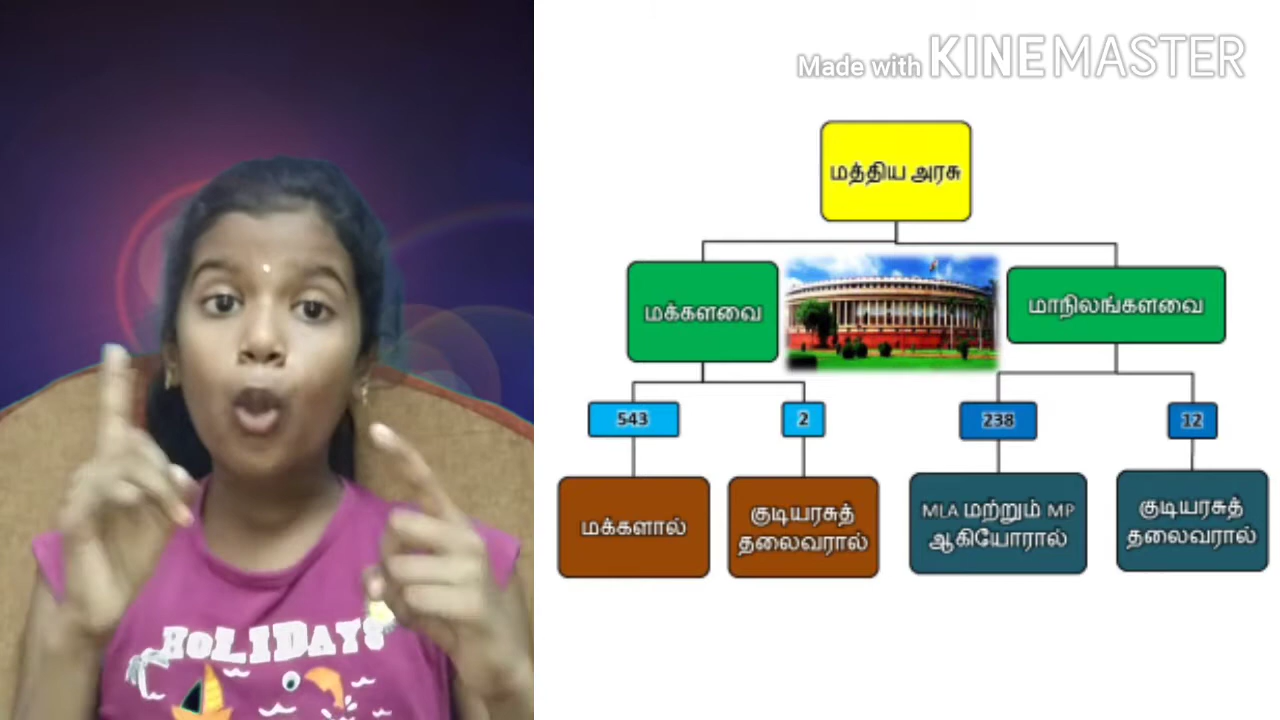 Made with KINEMASTER
மத்திய அரசு
மக்களவை
மாநிலங்களவை
543
2
238
12
மக்களால்
குடியரசுத்
தலைவரால்
MLA மற்றும் MP
ஆகியோரால்
குடியரசுத்
தலைவரால்
HOLIDAYS